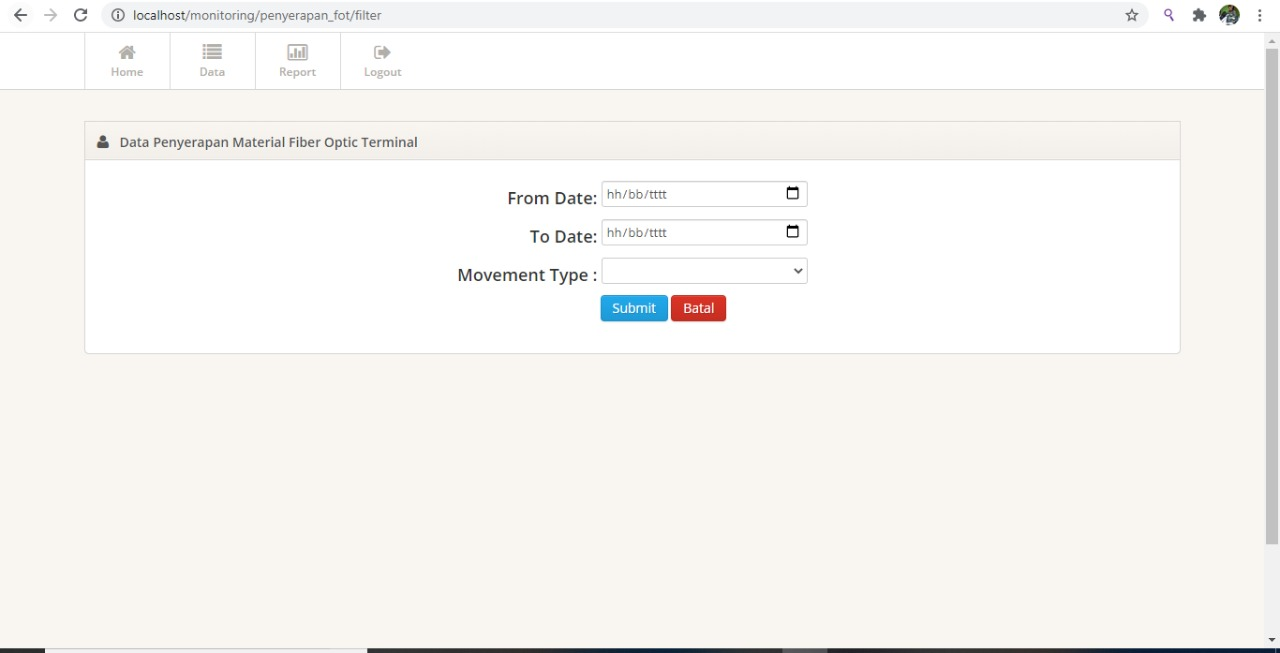 localhost/monitoring/penyerapan_fot/filter
Home Data Report Logout
Data Penyerapan Material Fiber Optic Terminal
From Date: hh/bb/tttt
To Date: hh/bb/tttt
Movement Type :
Submit Batal